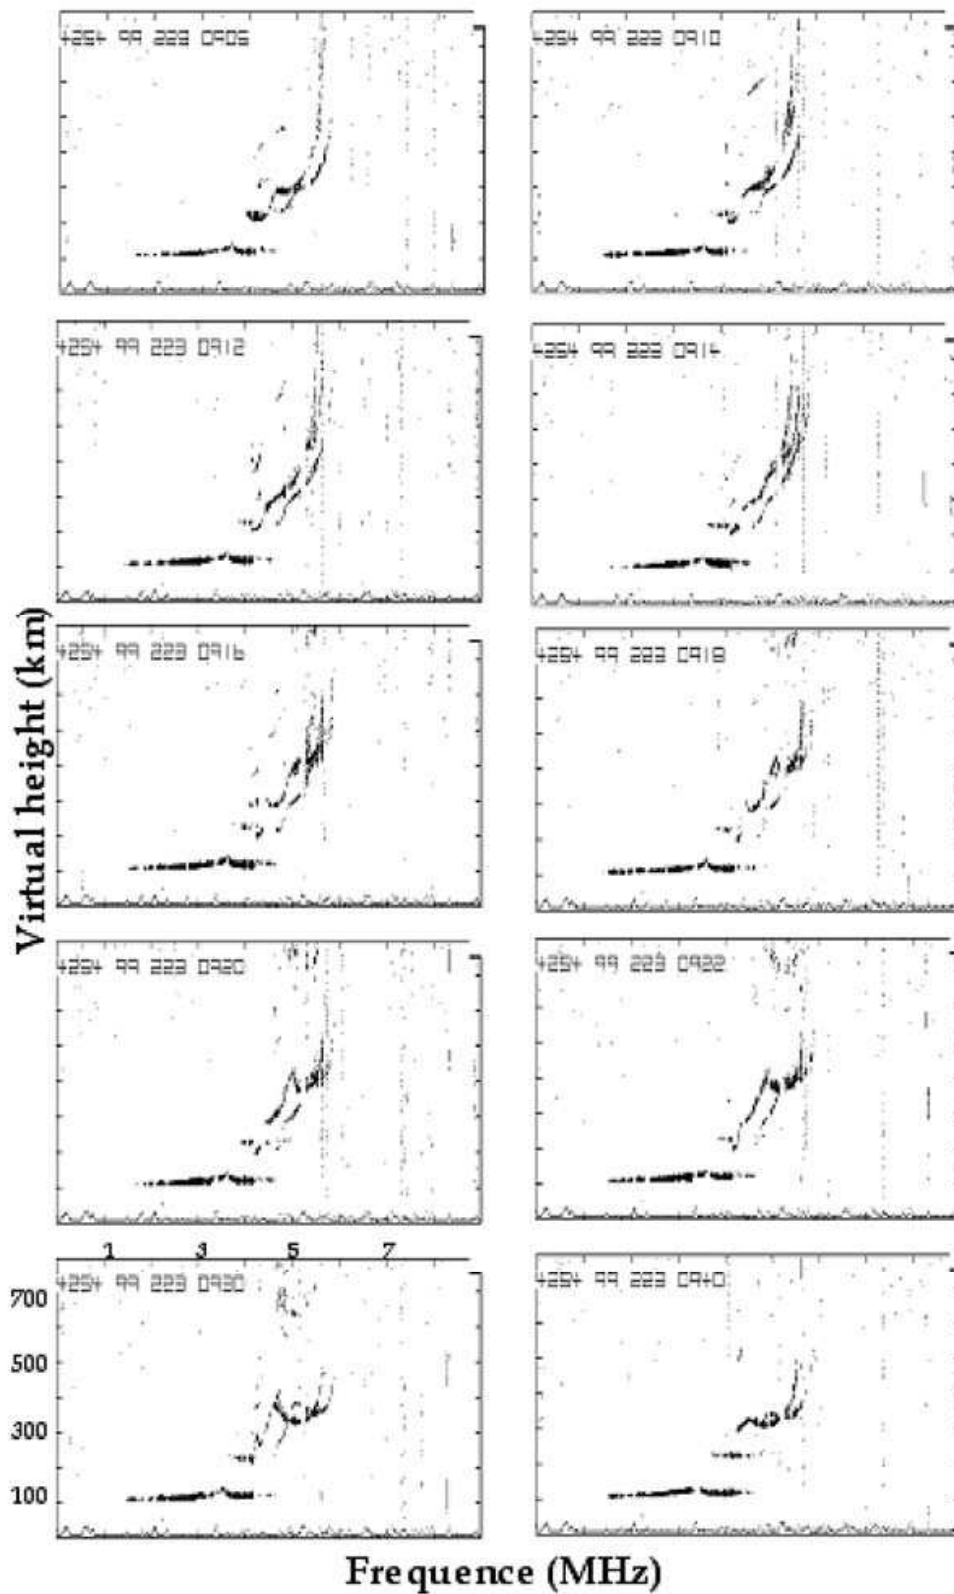 4254 99 223 0905
4254 99 223 0910
4254 99 223 0912
4254 99 223 0914
4254 99 223 0916
4254 99 223 0918
Virtual height (km)
4254 99 223 0920
4254 99 223 0922
1 3 5 7
4254 99 223 0930
4254 99 223 0940
700
500
300
100
Frequence (MHz)